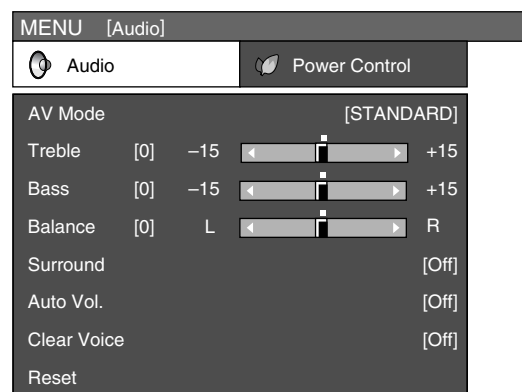 MENU [Audio]
Audio Power Control
AV Mode [STANDARD]
Treble [0] –15 +15
Bass [0] –15 +15
Balance [0] L R
Surround [Off]
Auto Vol. [Off]
Clear Voice [Off]
Reset